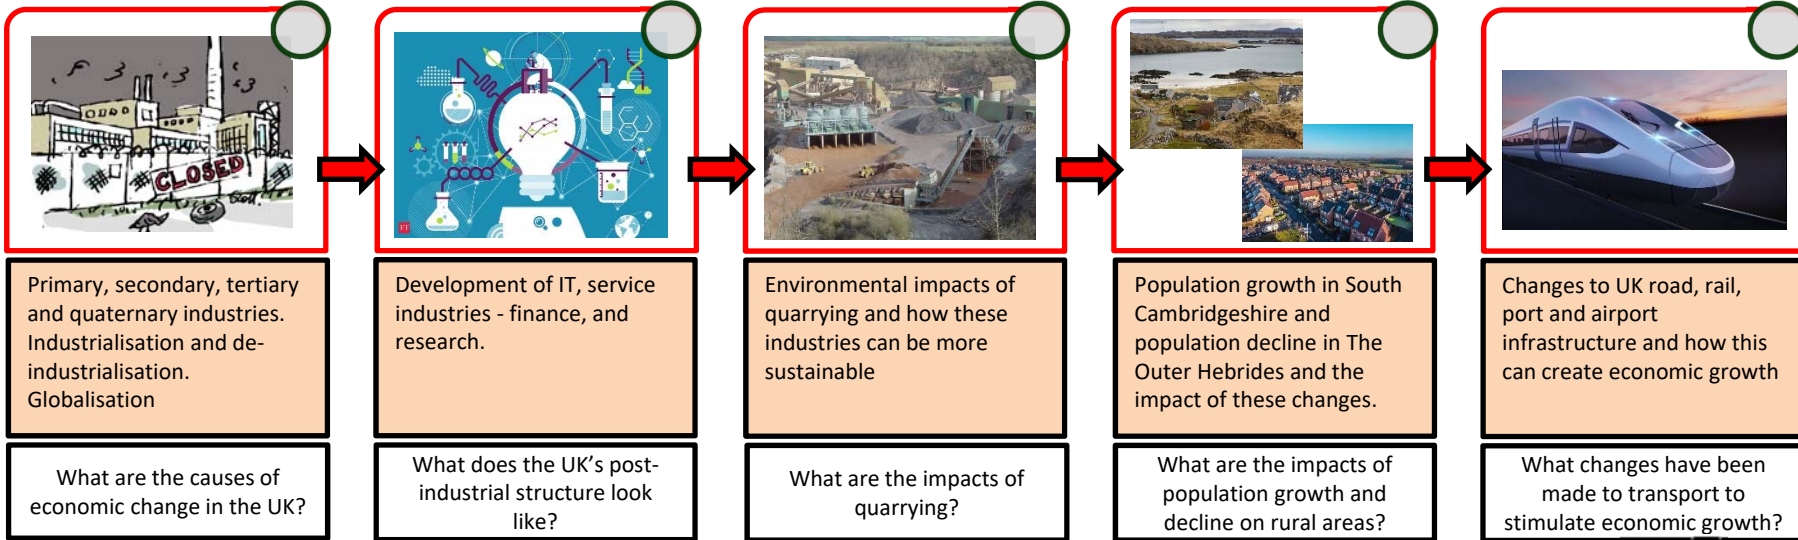 CLOSED
FT
Primary, secondary, tertiary
and quaternary industries.
Industrialisation and de-
industrialisation.
Globalisation
What are the causes of
economic change in the UK?
Development of IT, service
industries - finance, and
research.
What does the UK’s post-
industrial structure look
like?
Environmental impacts of
quarrying and how these
industries can be more
sustainable
What are the impacts of
quarrying?
Population growth in South
Cambridgeshire and
population decline in The
Outer Hebrides and the
impact of these changes.
What are the impacts of
population growth and
decline on rural areas?
Changes to UK road, rail,
port and airport
infrastructure and how this
can create economic growth
What changes have been
made to transport to
stimulate economic growth?